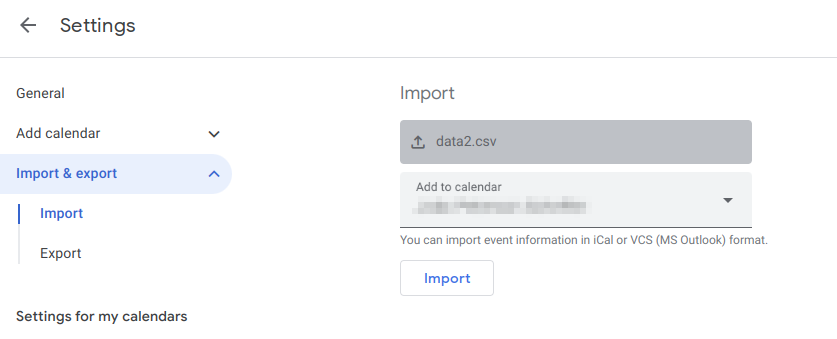 Settings
General
Add calendar
Import & export
Import
Export
Settings for my calendars
Import
data2.csv
Add to calendar
You can import event information in iCal or VCS (MS Outlook) format.
Import